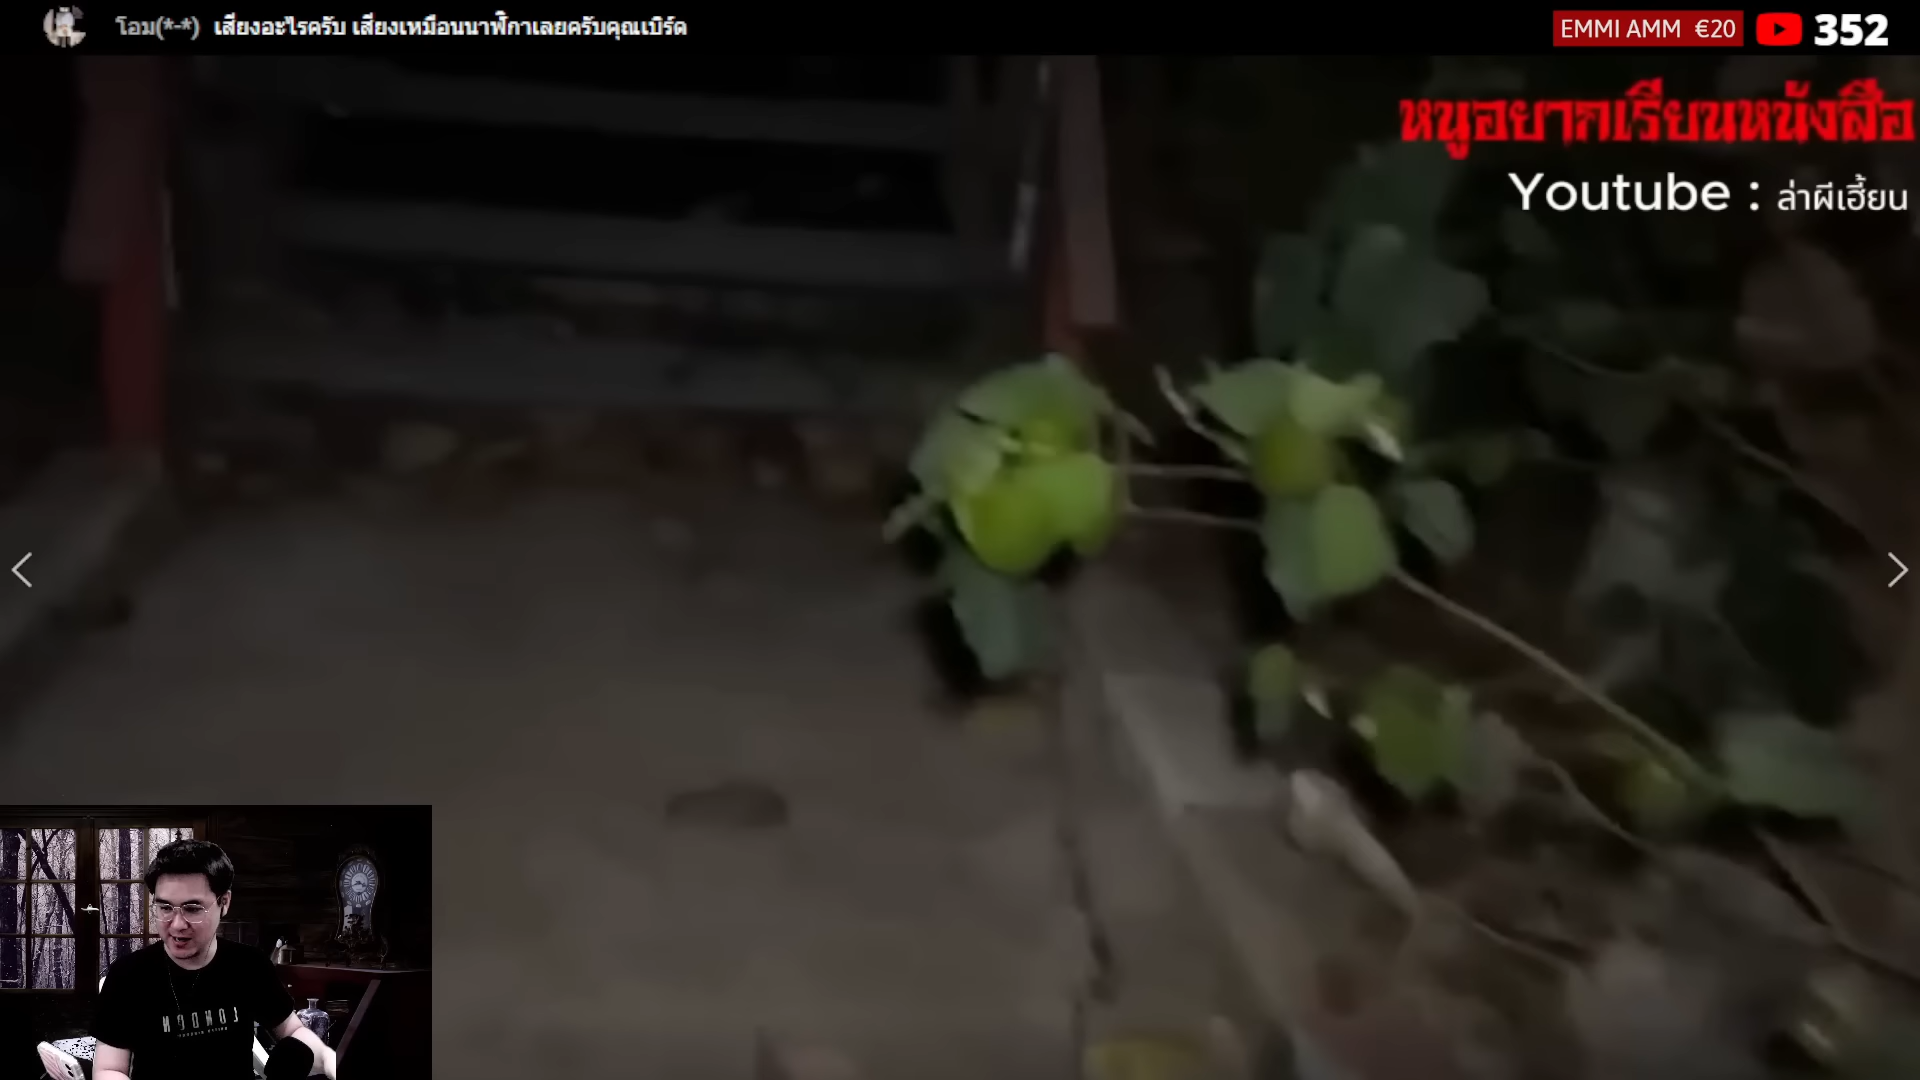 โอม(*-*) เสียงอะไรครับ เสียงเหมือนนาฬิกาเลยครับคุณเบิร์ด
EMMI AMM €20 352
หนูอยากเรียนหนังสือ
Youtube : ล่าผีเฮี้ยน
LONDON